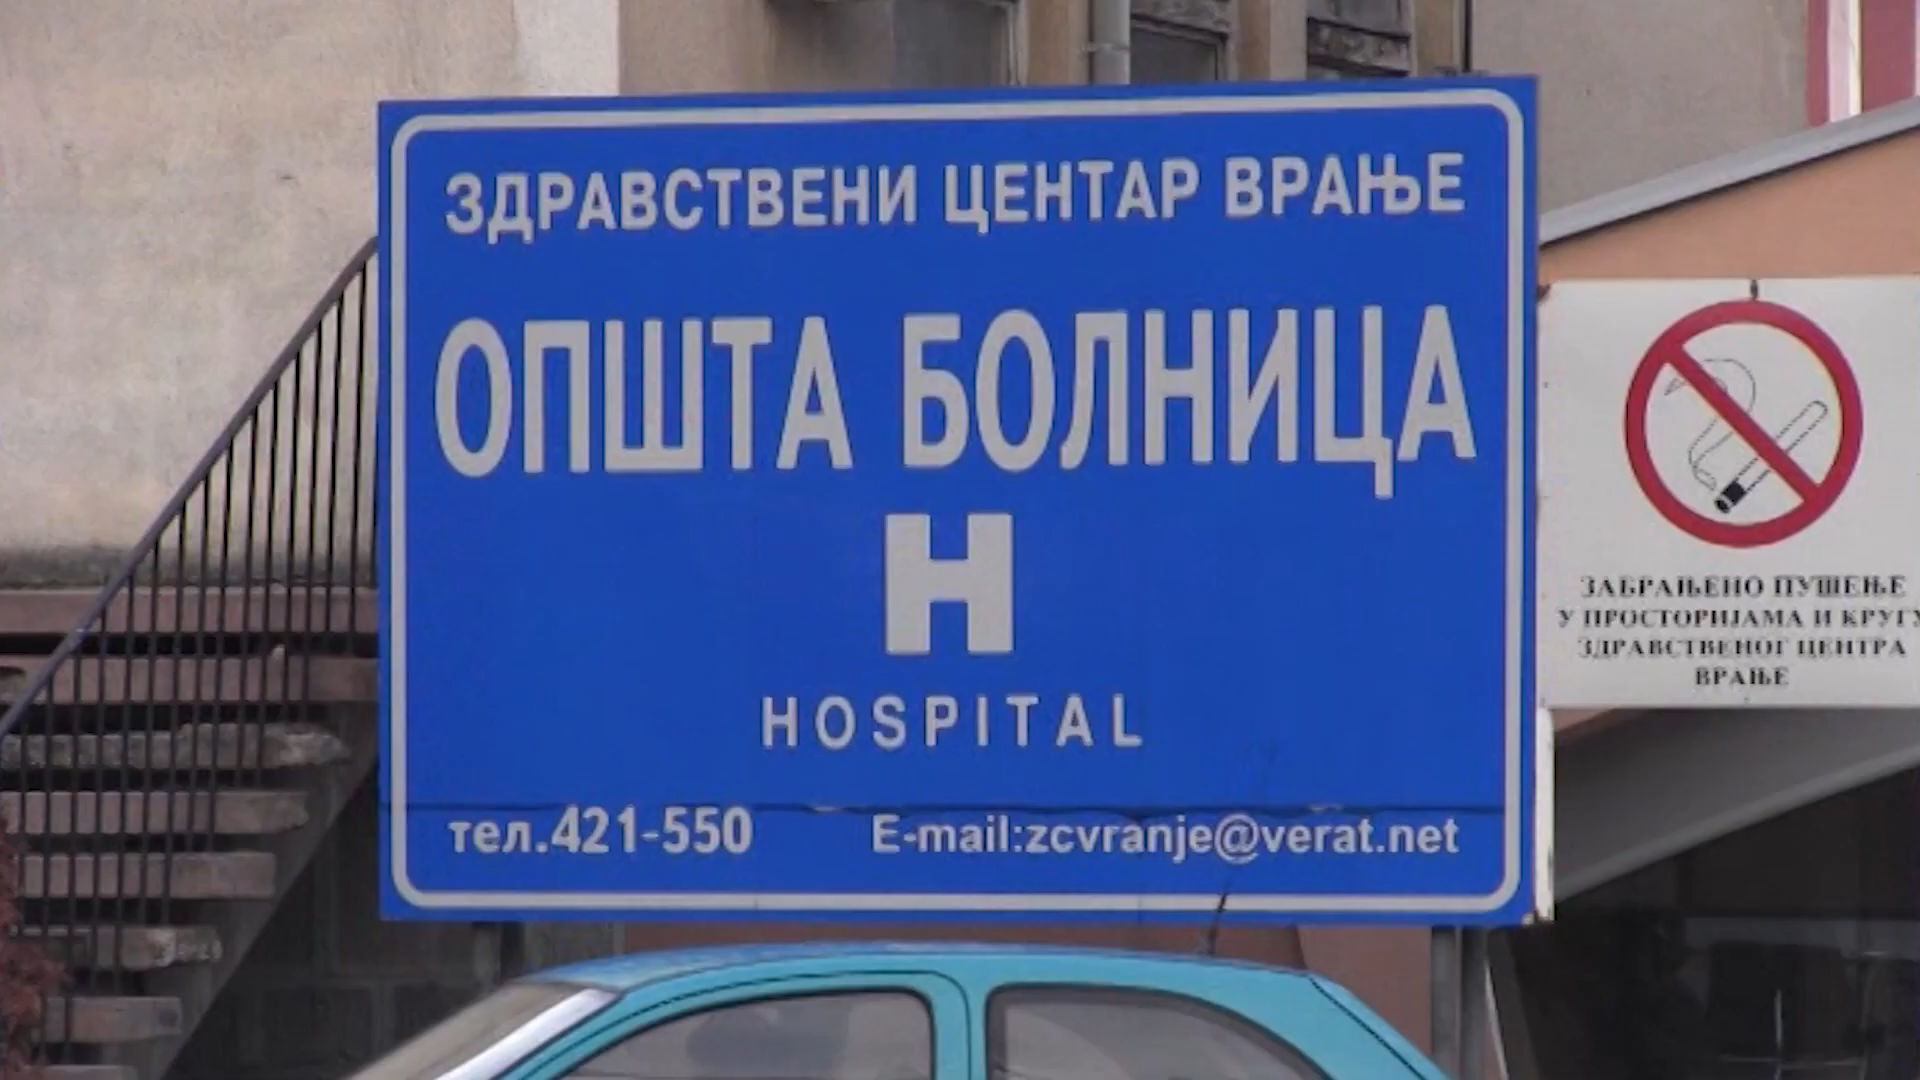 ЗДРАВСТВЕНИ ЦЕНТАР ВРАЊЕ
ОПШТА БОЛНИЦА
H
HOSPITAL
тел.421-550 E-mail:zcvranje@verat.net
ЗАБРАЊЕНО ПУШЕЊЕ
У ПРОСТОРИЈАМА И КРУГУ
ЗДРАВСТВЕНОГ ЦЕНТРА
ВРАЊЕ